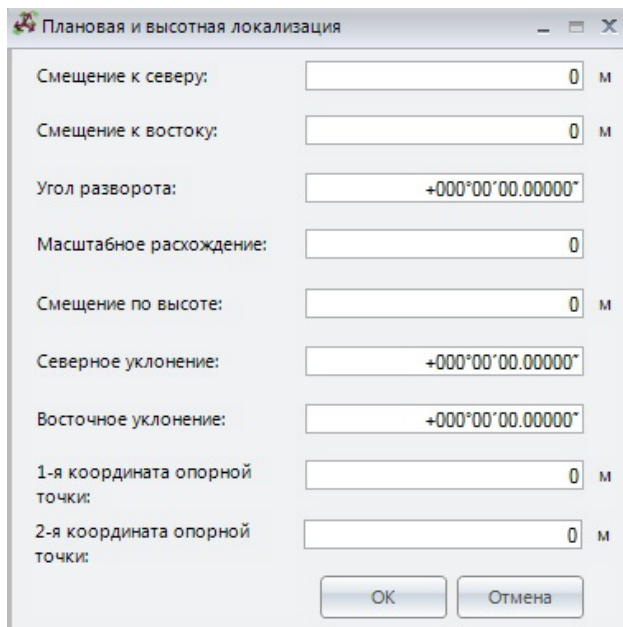 Плановая и высотная локализация
Смещение к северу: 0 м
Смещение к востоку: 0 м
Угол разворота: +000°00'00.00000"
Масштабное расхождение: 0
Смещение по высоте: 0 м
Северное уклонение: +000°00'00.00000"
Восточное уклонение: +000°00'00.00000"
1-я координата опорной
точки: 0 м
2-я координата опорной
точки: 0 м
OK Отмена